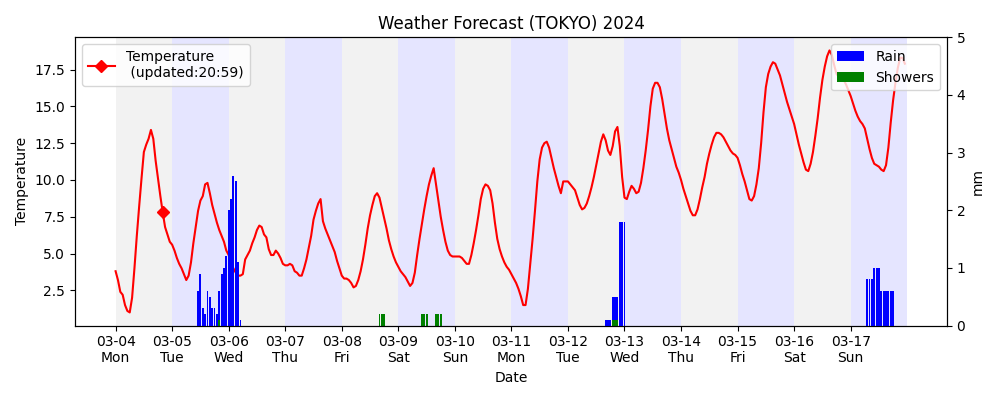 Weather Forecast (TOKYO) 2024
Temperature
(updated:20:59)
Rain
Showers
17.5
15.0
12.5
10.0
7.5
5.0
2.5
Temperature
5
4
3
2
1
0
mm
03-04 03-05 03-06 03-07 03-08 03-09 03-10 03-11 03-12 03-13 03-14 03-15 03-16 03-17
Mon Tue Wed Thu Fri Sat Sun Mon Tue Wed Thu Fri Sat Sun
Date